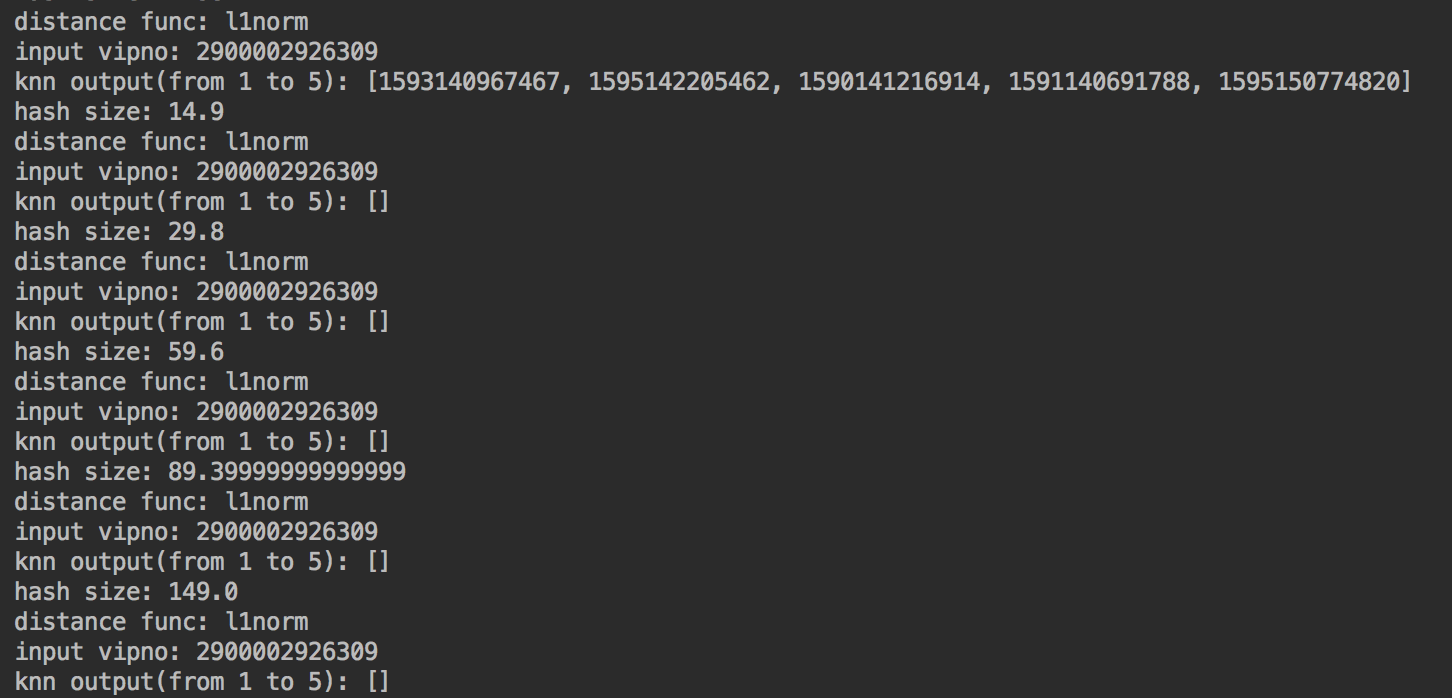 distance func: l1norm
input vipno: 2900002926309
knn output(from 1 to 5): [1593140967467, 1595142205462, 1590141216914, 1591140691788, 1595150774820]
hash size: 14.9
distance func: l1norm
input vipno: 2900002926309
knn output(from 1 to 5): []
hash size: 29.8
distance func: l1norm
input vipno: 2900002926309
knn output(from 1 to 5): []
hash size: 59.6
distance func: l1norm
input vipno: 2900002926309
knn output(from 1 to 5): []
hash size: 89.39999999999999
distance func: l1norm
input vipno: 2900002926309
knn output(from 1 to 5): []
hash size: 149.0
distance func: l1norm
input vipno: 2900002926309
knn output(from 1 to 5): []